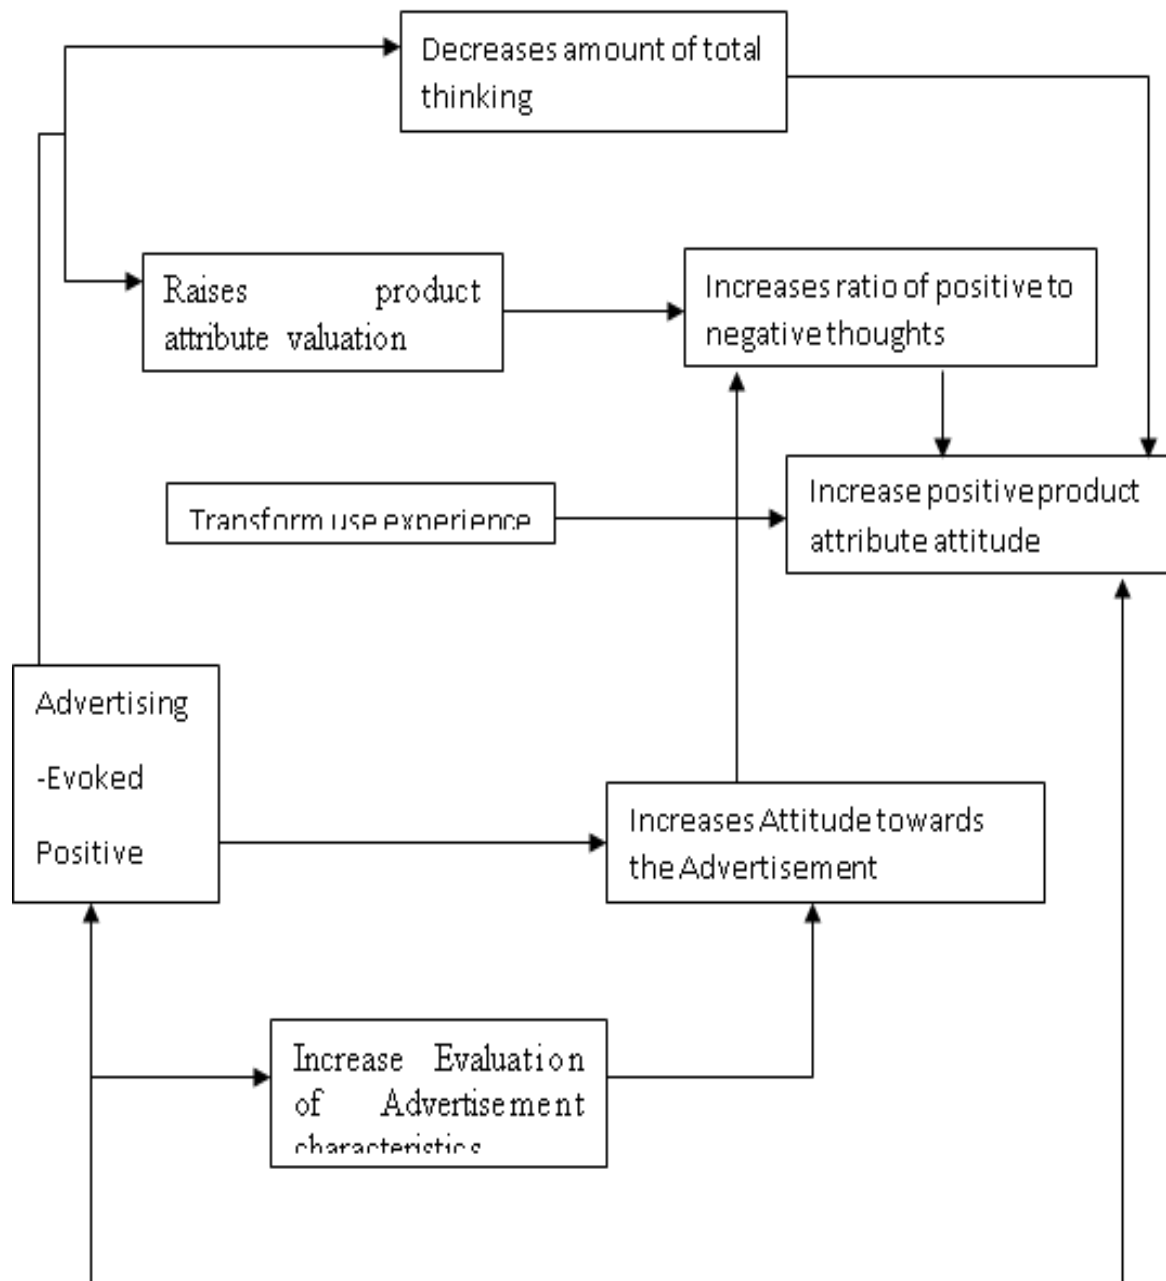 Decreases amount of total
thinking
Raises product
attribute valuation
Increases ratio of positive to
negative thoughts
Transform use experience
Increase positive product
attribute attitude
Advertising
-Evoked
Positive
Increases Attitude towards
the Advertisement
Increase Evaluation
of Advertisement
characteristics